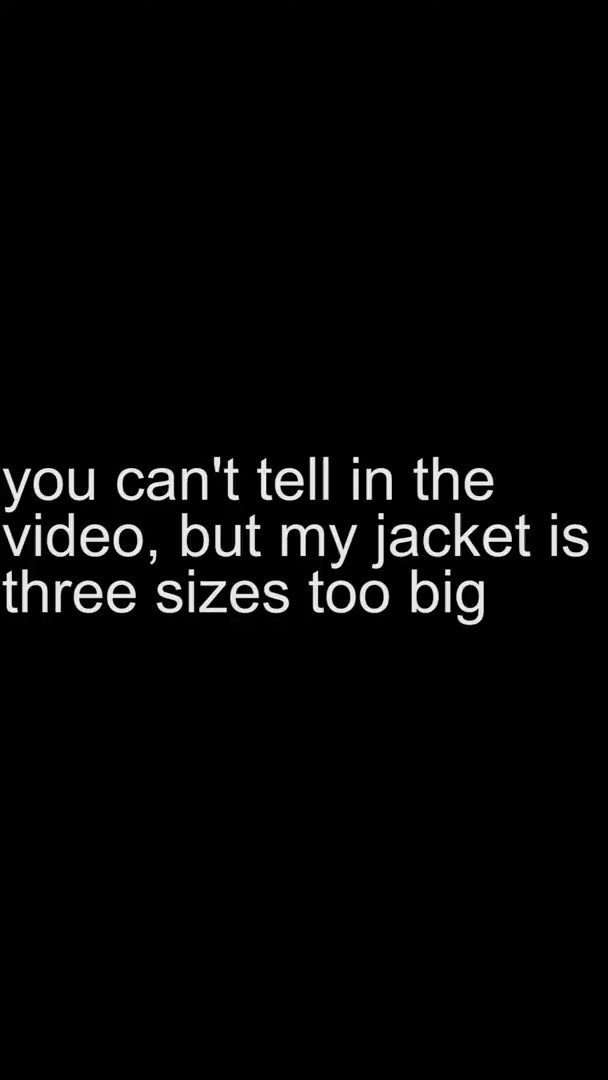 you can't tell in the
video, but my jacket is
three sizes too big